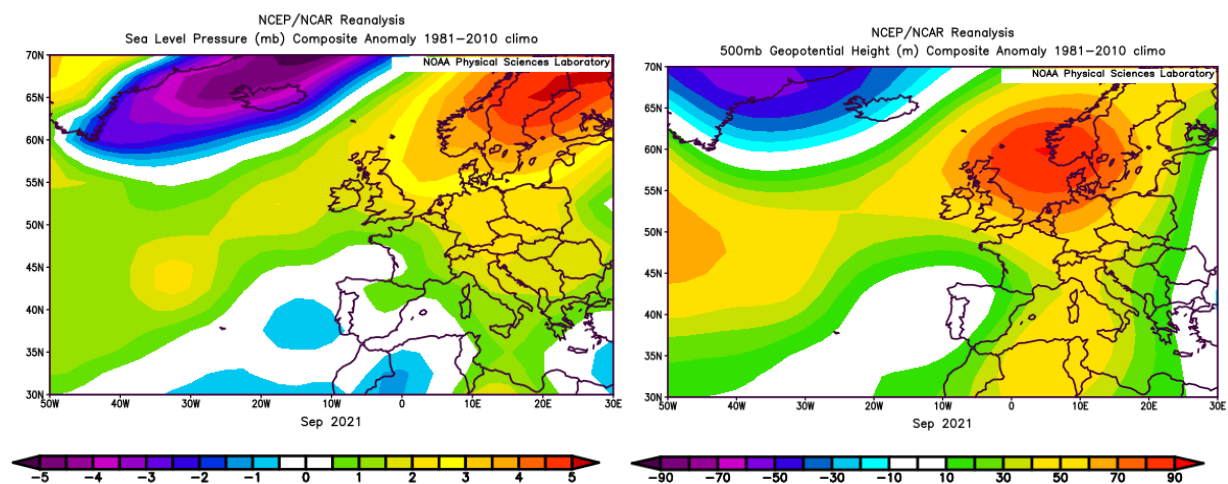 NCEP/NCAR Reanalysis
Sea Level Pressure (mb) Composite Anomaly 1981−2010 climo
NOAA Physical Sciences Laboratory
70N
65N
60N
55N
50N
45N
40N
35N
30N
50W 40W 30W 20W 10W 0 10E 20E 30E
Sep 2021
−5 −4 −3 −2 −1 0 1 2 3 4 5
NCEP/NCAR Reanalysis
500mb Geopotential Height (m) Composite Anomaly 1981−2010 climo
NOAA Physical Sciences Laboratory
70N
65N
60N
55N
50N
45N
40N
35N
30N
50W 40W 30W 20W 10W 0 10E 20E 30E
Sep 2021
−90 −70 −50 −30 −10 10 30 50 70 90